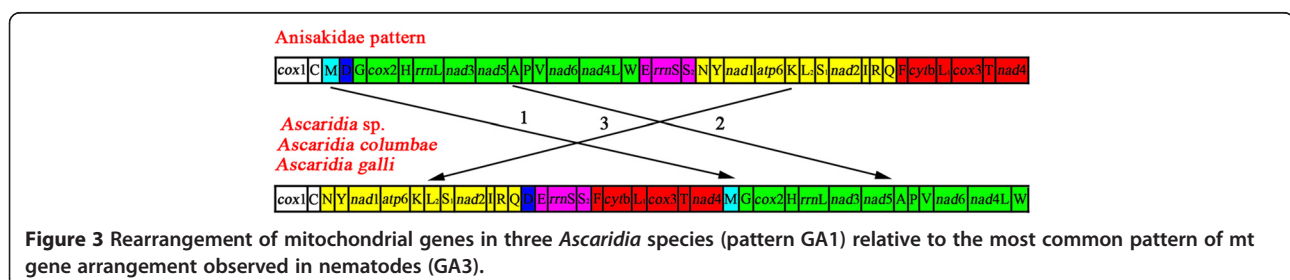 Anisakidae pattern
cox1 C M D G cox2 H rrnL nad3 nad5 A P V nad6 nad4L W E rrnS S2 N Y nad1 atp6 K L2 S1 nad2 I R Q F cytb L1 cox3 T nad4
1 3 2
Ascaridia sp.
Ascaridia columbae
Ascaridia galli
cox1 C N Y nad1 atp6 K L2 S1 nad2 I R Q D E rrnS S2 F cytb L1 cox3 T nad4 M G cox2 H rrnL nad3 nad5 A P V nad6 nad4L W
Figure 3 Rearrangement of mitochondrial genes in three Ascaridia species (pattern GA1) relative to the most common pattern of mt
gene arrangement observed in nematodes (GA3).